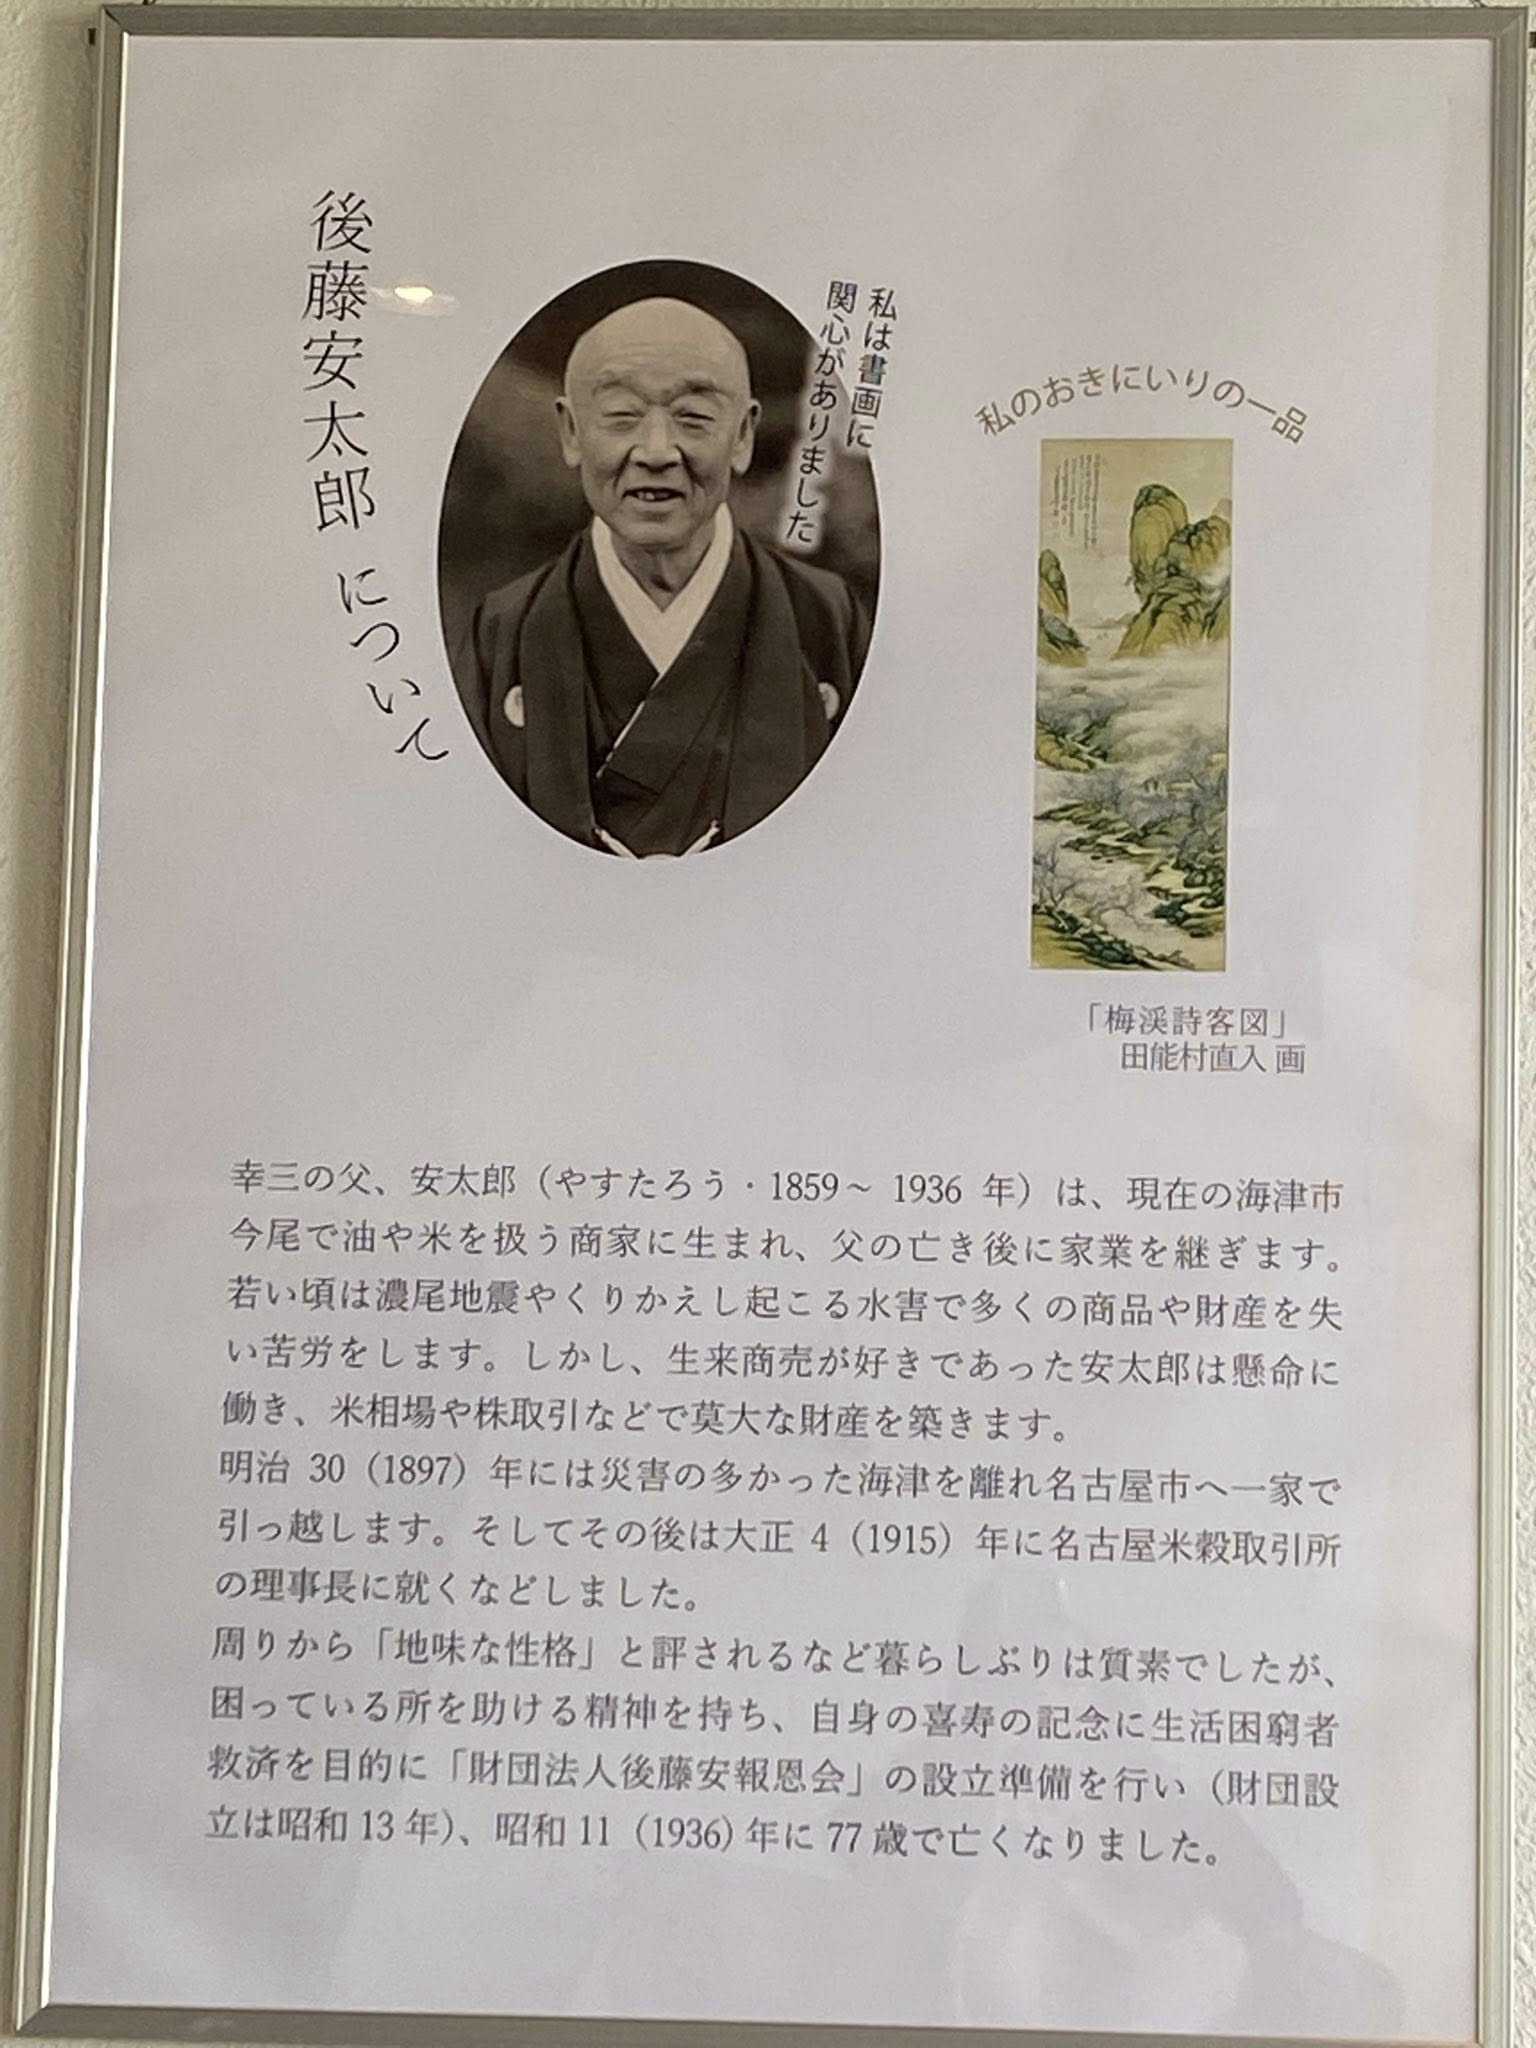 後藤安太郎について
私は書画に
関心がありました
私のおきにいりの一品
「梅渓詩客図」
田能村直入 画
幸三の父、安太郎（やすたろう・1859～ 1936 年）は、現在の海津市
今尾で油や米を扱う商家に生まれ、父の亡き後に家業を継ぎます。
若い頃は濃尾地震やくりかえし起こる水害で多くの商品や財産を失
い苦労をします。しかし、生来商売が好きであった安太郎は懸命に
働き、米相場や株取引などで莫大な財産を築きます。
明治 30（1897）年には災害の多かった海津を離れ名古屋市へ一家で
引っ越します。そしてその後は大正 4（1915）年に名古屋米穀取引所
の理事長に就くなどしました。
周りから「地味な性格」と評されるなど暮らしぶりは質素でしたが、
困っている所を助ける精神を持ち、自身の喜寿の記念に生活困窮者
救済を目的に「財団法人後藤安報恩会」の設立準備を行い（財団設
立は昭和 13 年)、昭和 11（1936) 年に 77 歳で亡くなりました。